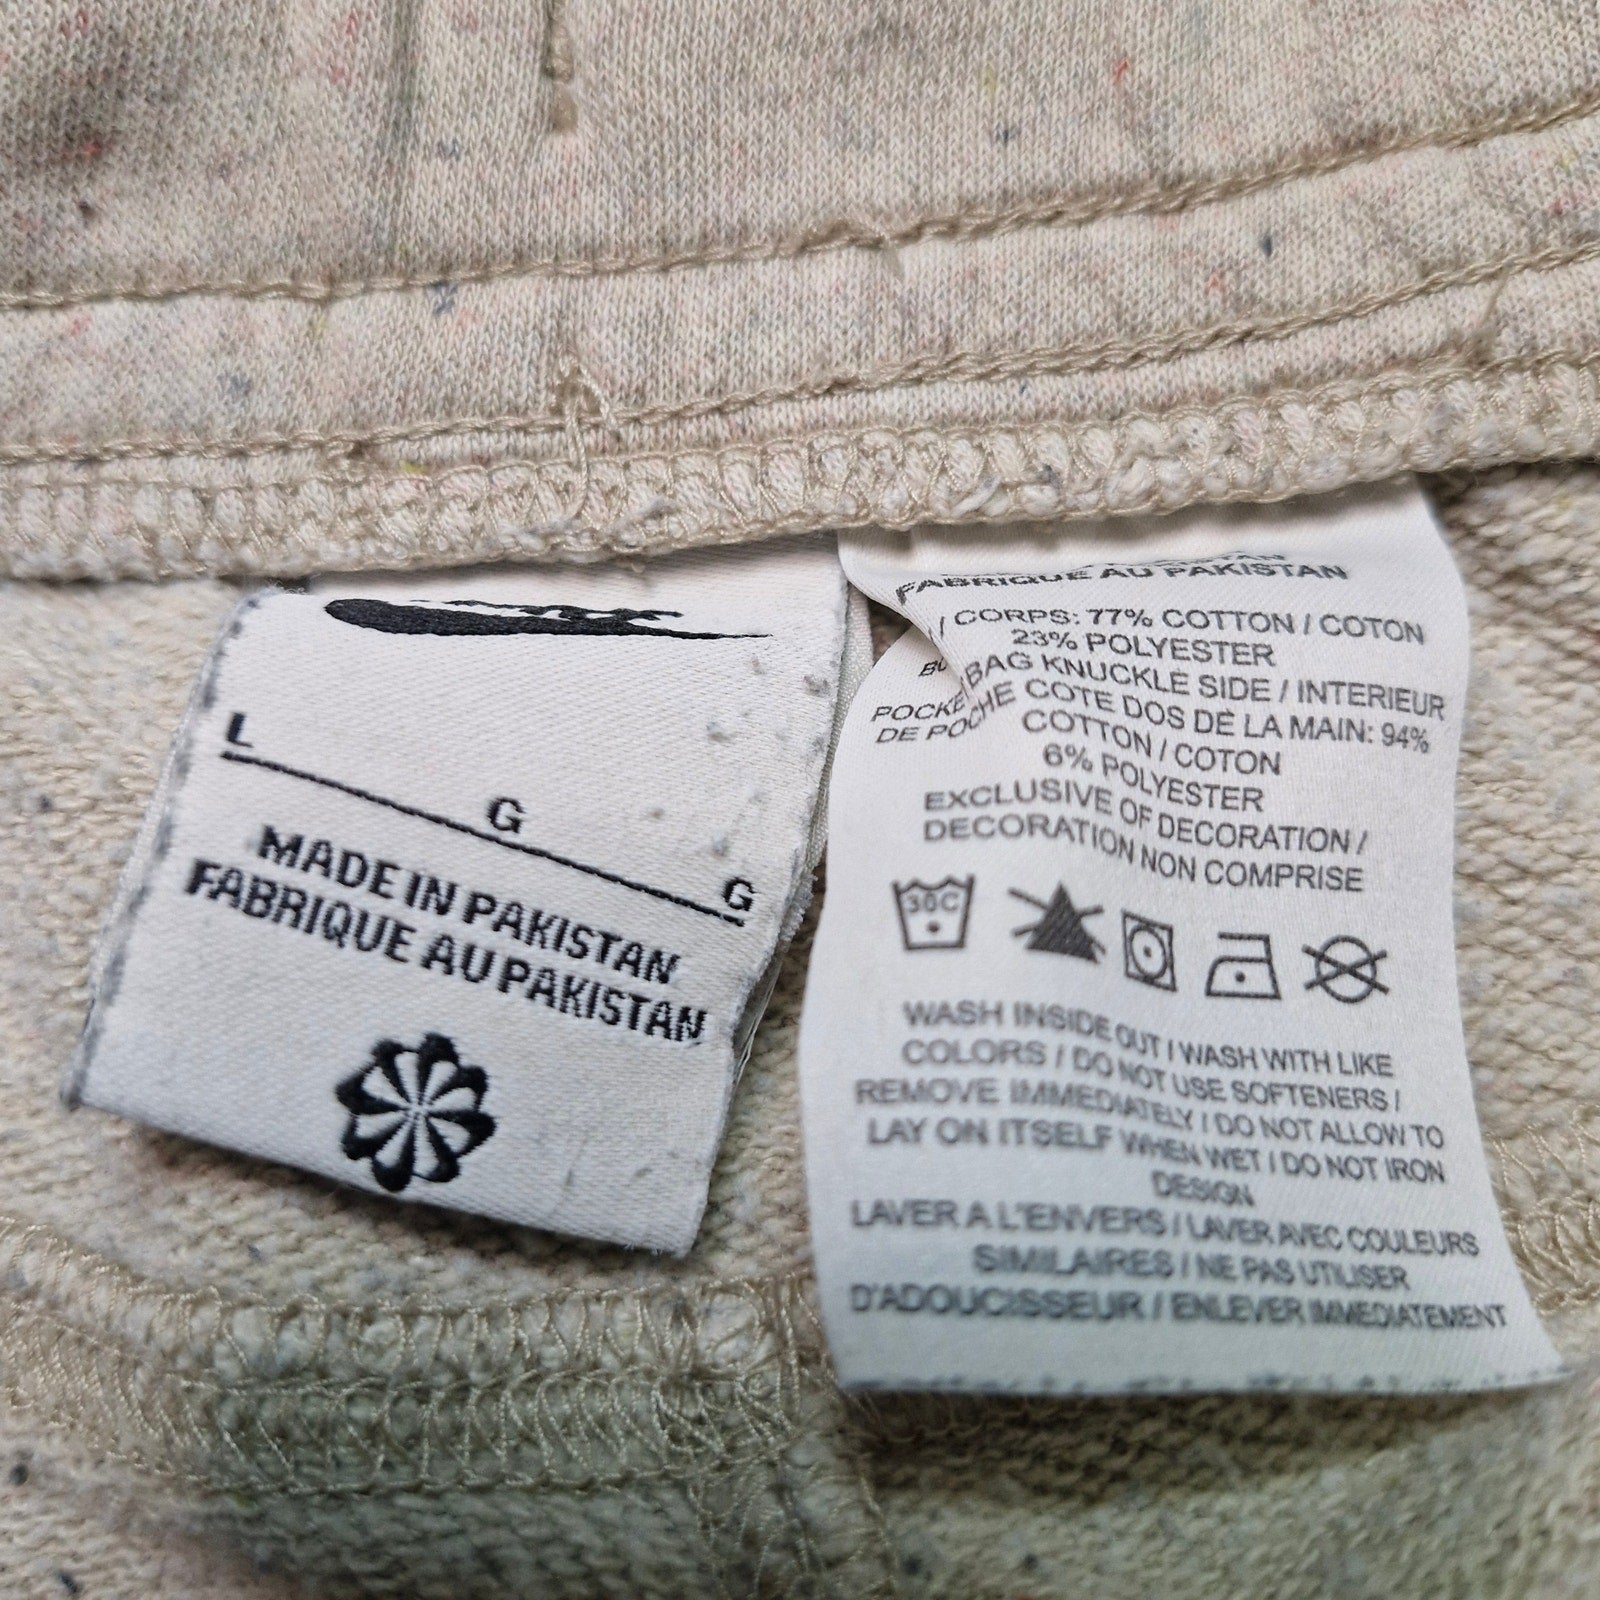 L
G
G
MADE IN PAKISTAN
FABRIQUE AU PAKISTAN
FABRIQUE AU PAKISTAN
/ CORPS: 77% COTTON / COTON
23% POLYESTER
POCKET BAG KNUCKLE SIDE / INTERIEUR
DE POCHE COTE DOS DE LA MAIN: 94%
COTTON / COTON
6% POLYESTER
EXCLUSIVE OF DECORATION /
DECORATION NON COMPRISE
30C
WASH INSIDE OUT / WASH WITH LIKE
COLORS / DO NOT USE SOFTENERS /
REMOVE IMMEDIATELY / DO NOT ALLOW TO
LAY ON ITSELF WHEN WET / DO NOT IRON
DESIGN
LAVER A L'ENVERS / LAVER AVEC COULEURS
SIMILAIRES / NE PAS UTILISER
D'ADOUCISSEUR / ENLEVER IMMEDIATEMENT